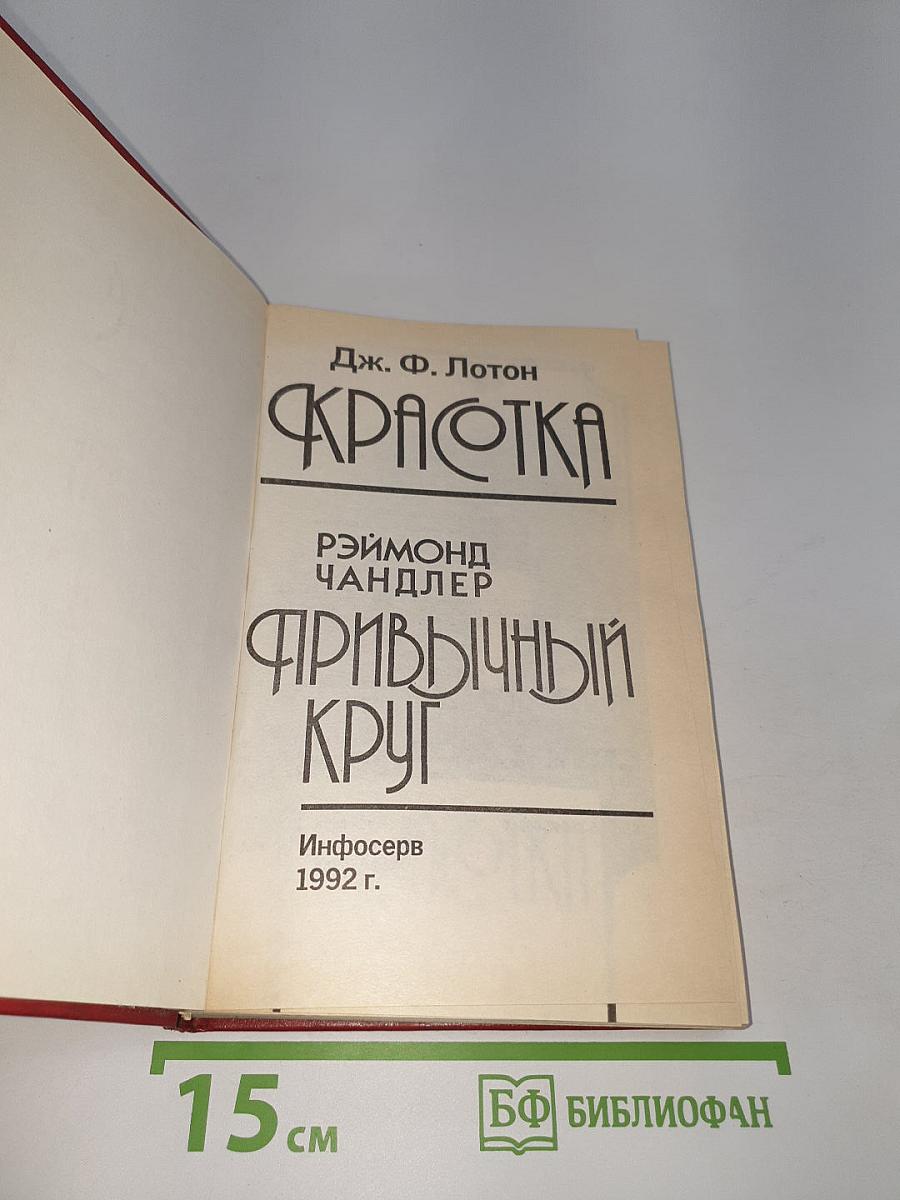 Дж. Ф. Лотон
КРАСОТКА
РЭЙМОНД
ЧАНДЛЕР
ПРИВЫЧНЫЙ
КРУГ
Инфосерв
1992 г.
15 см
БФ БИБЛИОФАН